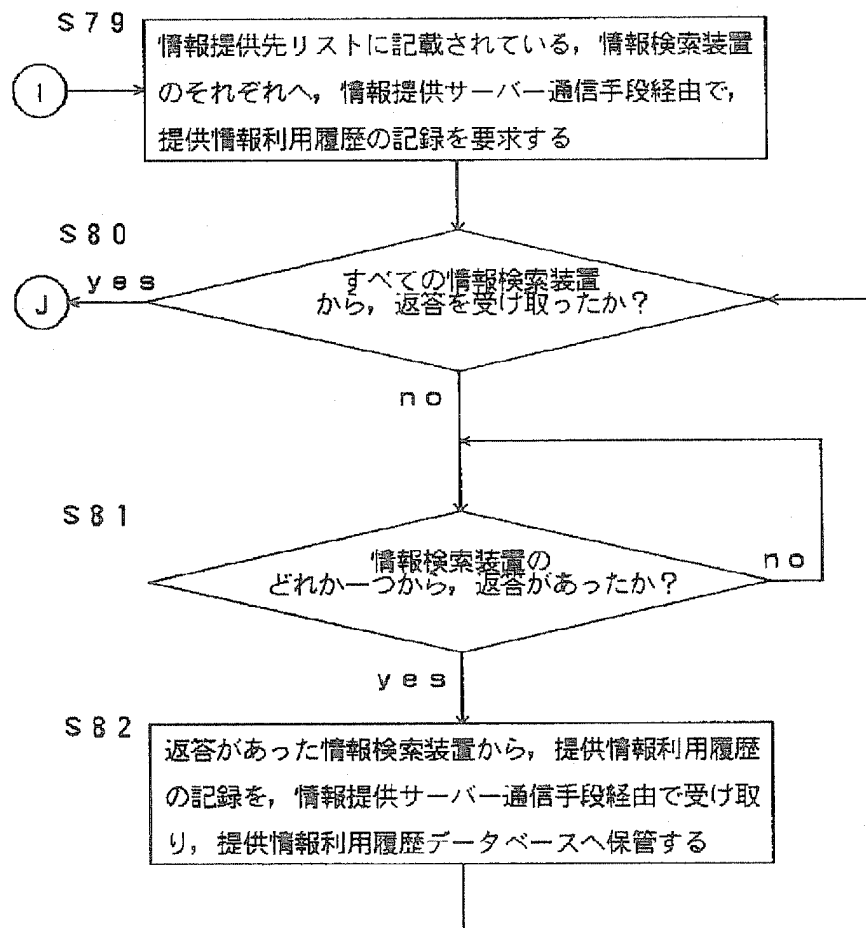 S79
情報提供先リストに記載されている，情報検索装置
のそれぞれへ，情報提供サーバー通信手段経由で，
提供情報利用履歴の記録を要求する
I
S80
yes
すべての情報検索装置
から，返答を受け取ったか？
J
no
S81
情報検索装置の
どれか一つから，返答があったか？
no
yes
S82
返答があった情報検索装置から，提供情報利用履歴
の記録を，情報提供サーバー通信手段経由で受け取
り，提供情報利用履歴データベースへ保管する